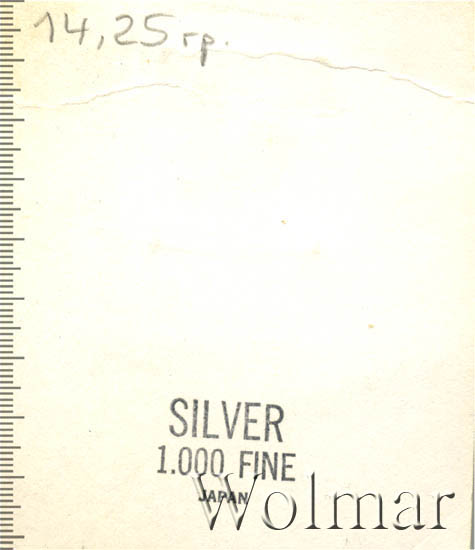 14,25 гр.
SILVER
1.000 FINE
JAPAN
Wolmar